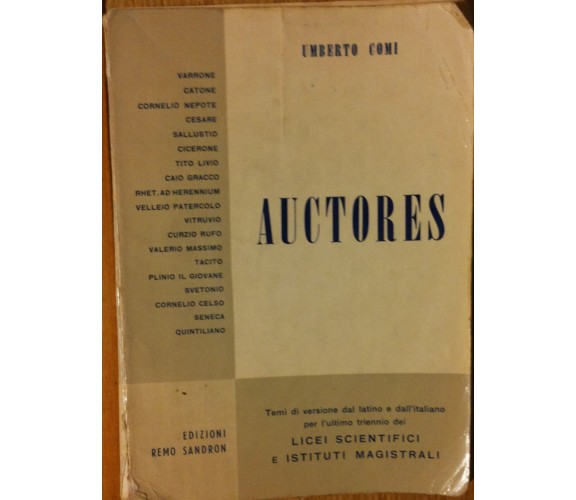 UMBERTO COMI
VARRONE
CATONE
CORNELIO NEPOTE
CESARE
SALLUSTIO
CICERONE
TITO LIVIO
CAIO GRACCO
RHET. AD HERENNIUM
VELLEIO PATERCOLO
VITRUVIO
CURZIO RUFO
VALERIO MASSIMO
TACITO
PLINIO IL GIOVANE
SVETONIO
CORNELIO CELSO
SENECA
QUINTILIANO
AUCTORES
Temi di versione dal latino e dall'italiano
per l'ultimo triennio dei
LICEI SCIENTIFICI
E ISTITUTI MAGISTRALI
EDIZIONI
REMO SANDRON